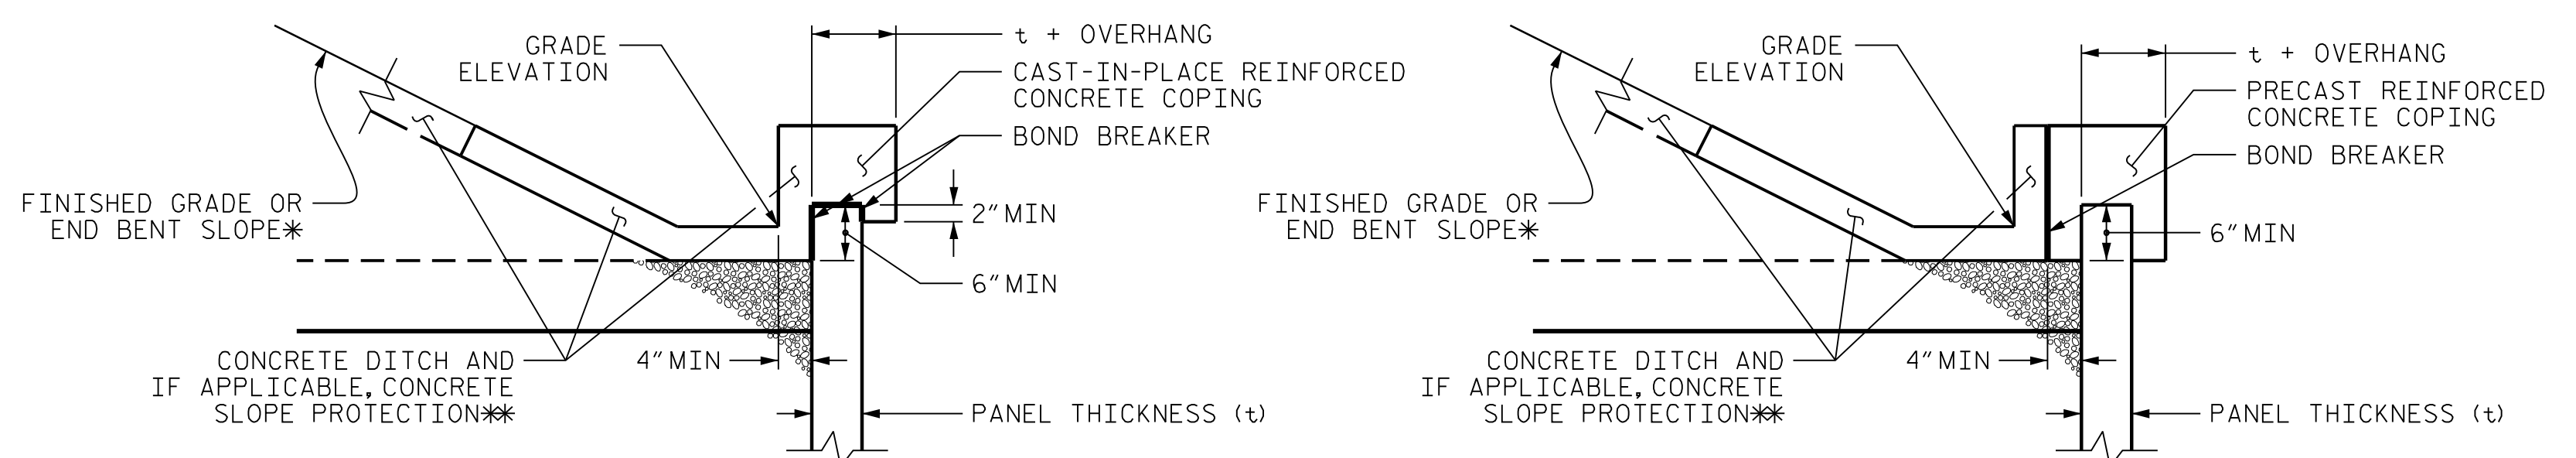 GRADE
ELEVATION
t + OVERHANG
CAST-IN-PLACE REINFORCED
CONCRETE COPING
BOND BREAKER
FINISHED GRADE OR
END BENT SLOPE*
2" MIN
6" MIN
CONCRETE DITCH AND
IF APPLICABLE, CONCRETE
SLOPE PROTECTION**
4" MIN
PANEL THICKNESS (t)
GRADE
ELEVATION
t + OVERHANG
PRECAST REINFORCED
CONCRETE COPING
BOND BREAKER
FINISHED GRADE OR
END BENT SLOPE*
6" MIN
CONCRETE DITCH AND
IF APPLICABLE, CONCRETE
SLOPE PROTECTION**
4" MIN
PANEL THICKNESS (t)